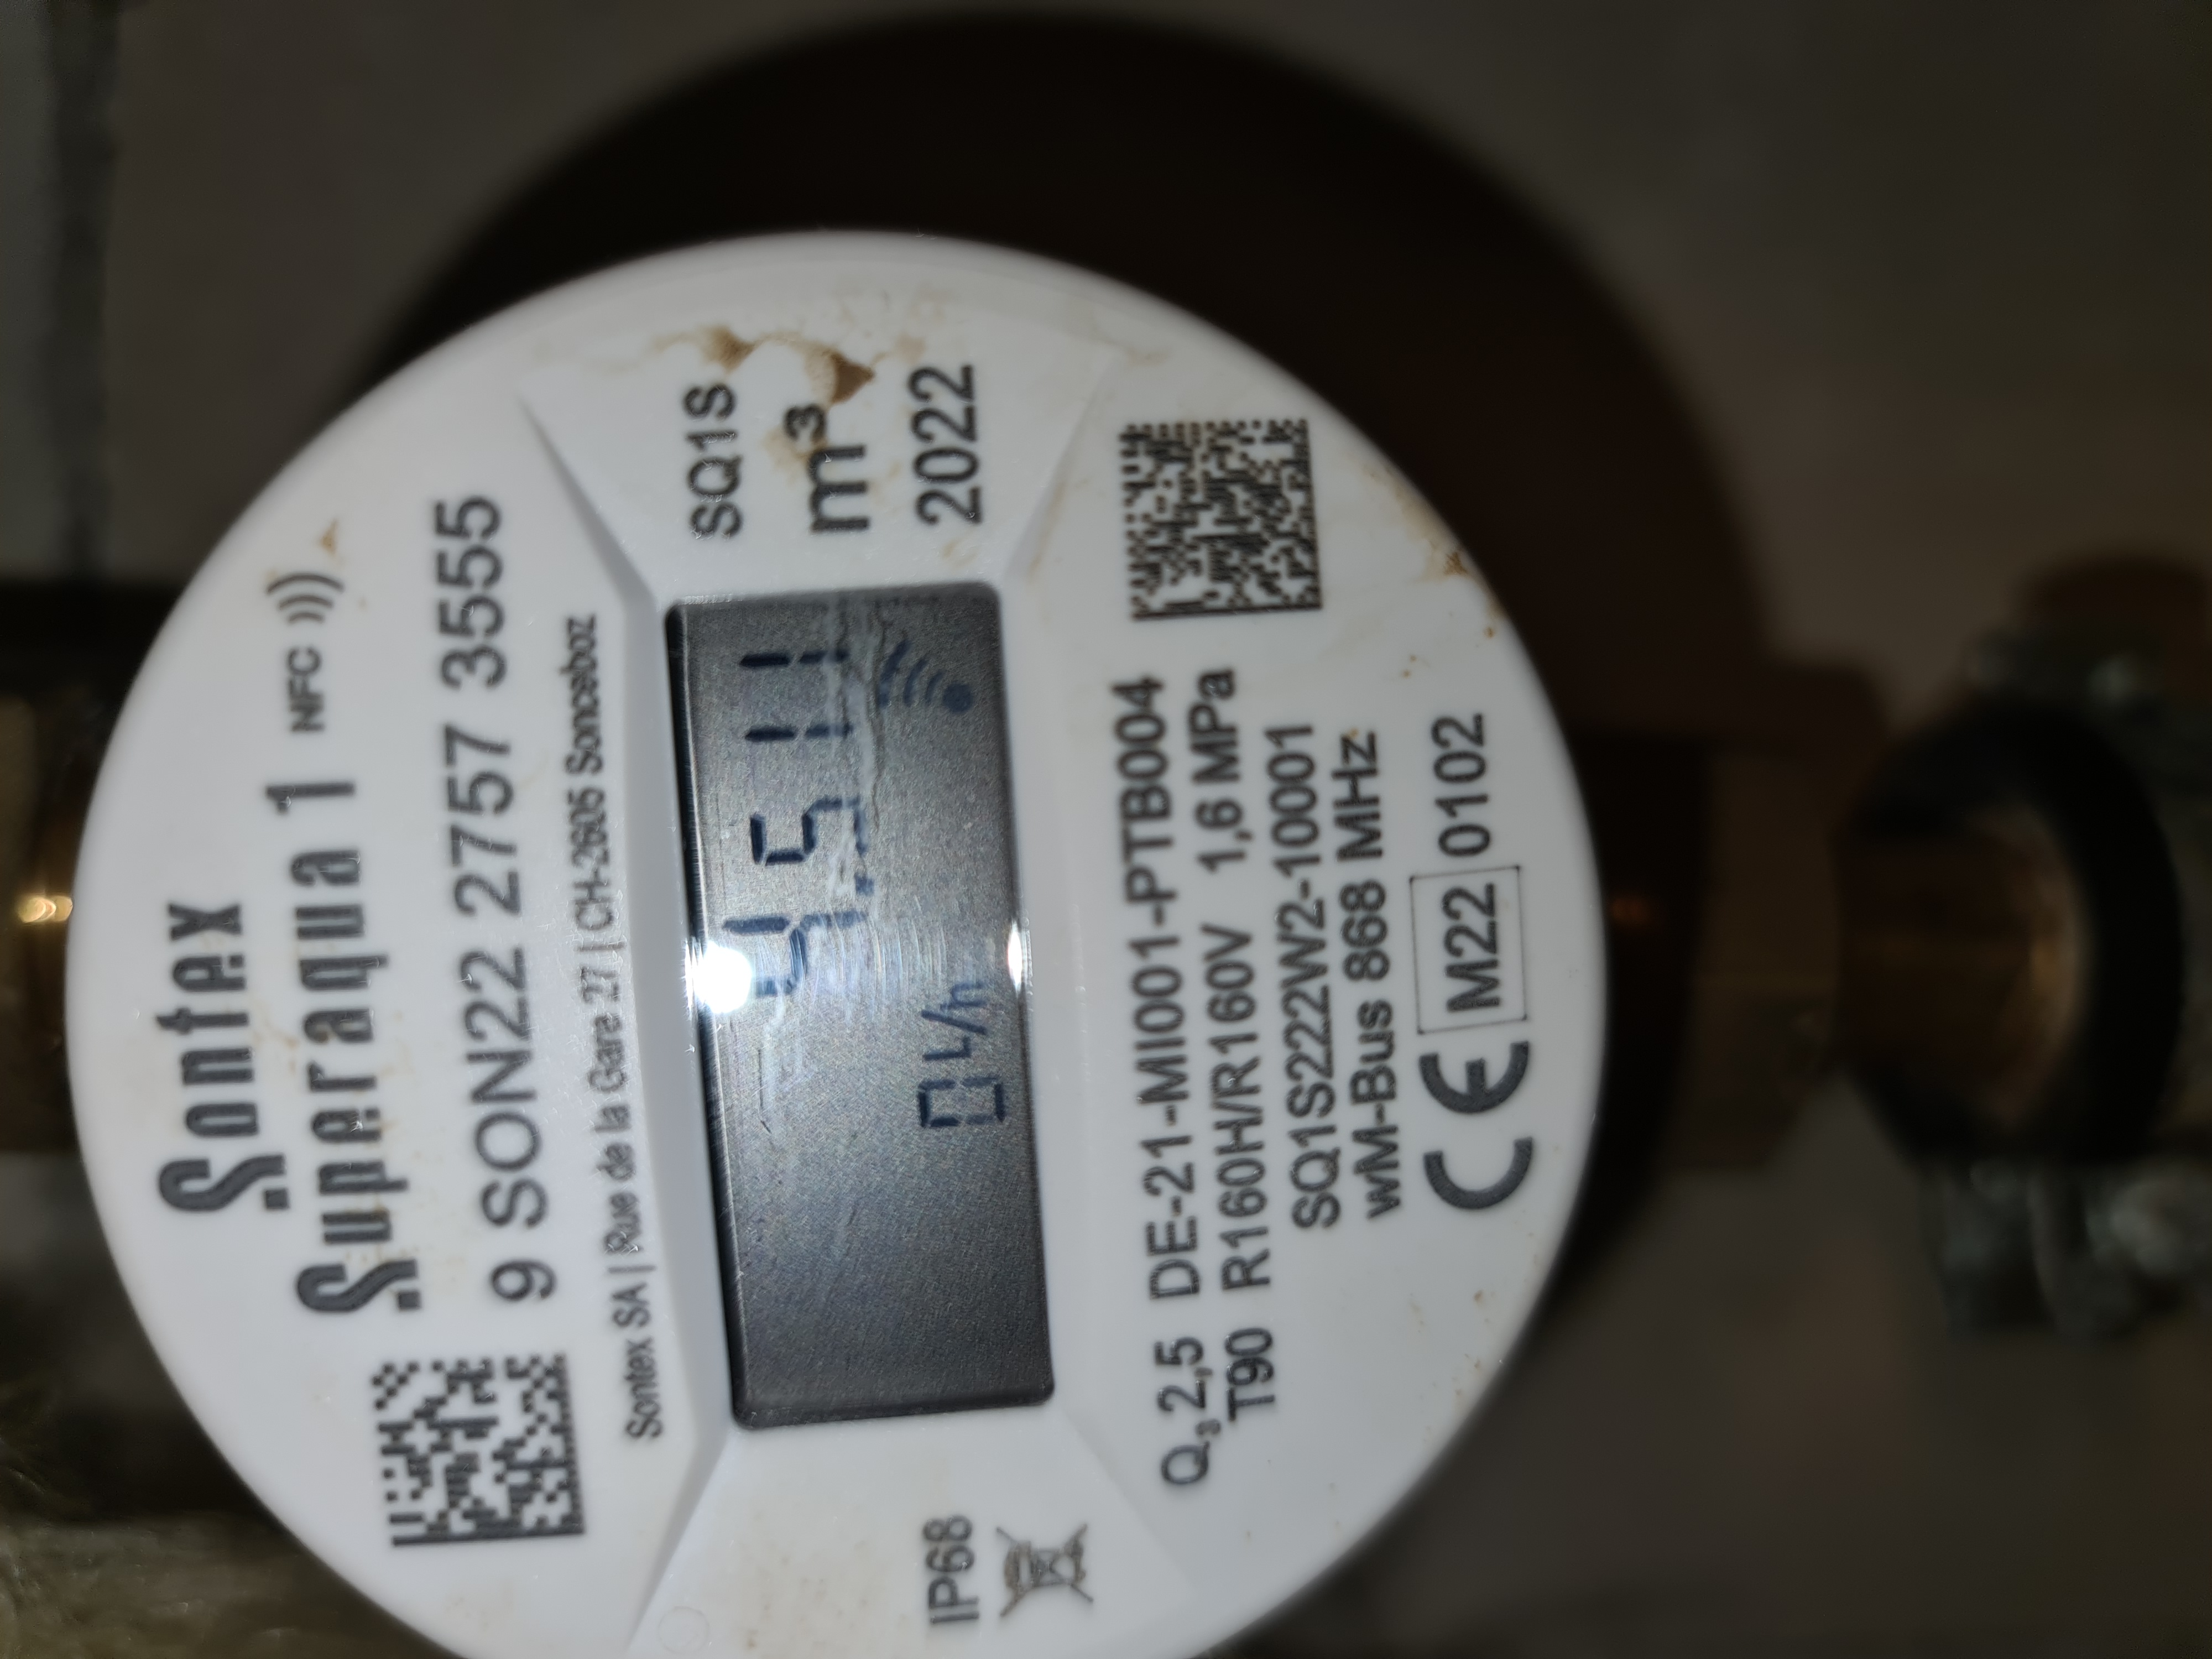 Sontex
Superaqua 1 NFC
9 SON22 2757 3555
Sontex SA | Rue de la Gare 27 | CH-2605 Sonceboz
SQ1S
m³
2022
4,511
0 L/h
IP68
Q₃ 2,5 DE-21-MI001-PTB004
T90 R160H/R160V 1,6 MPa
SQ1S222W2-10001
wM-Bus 868 MHz
CE M22 0102